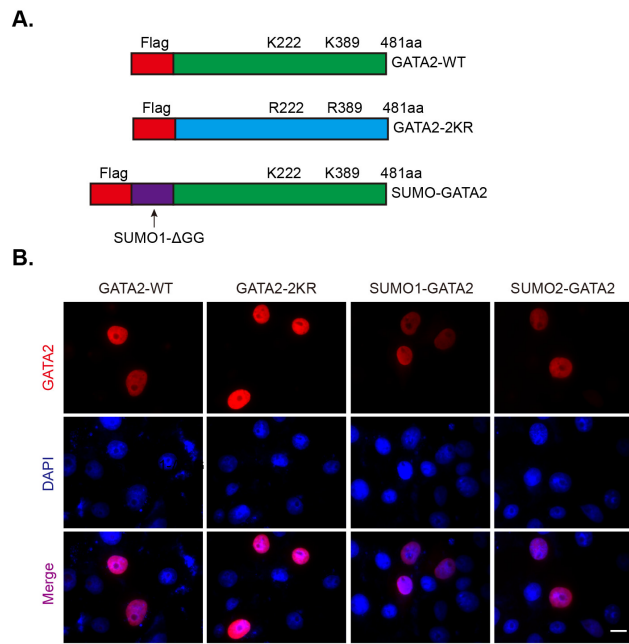 A.
Flag K222 K389 481aa
GATA2-WT
Flag R222 R389 481aa
GATA2-2KR
Flag K222 K389 481aa
SUMO-GATA2
SUMO1-ΔGG
B.
GATA2-WT GATA2-2KR SUMO1-GATA2 SUMO2-GATA2
GATA2
DAPI
Merge